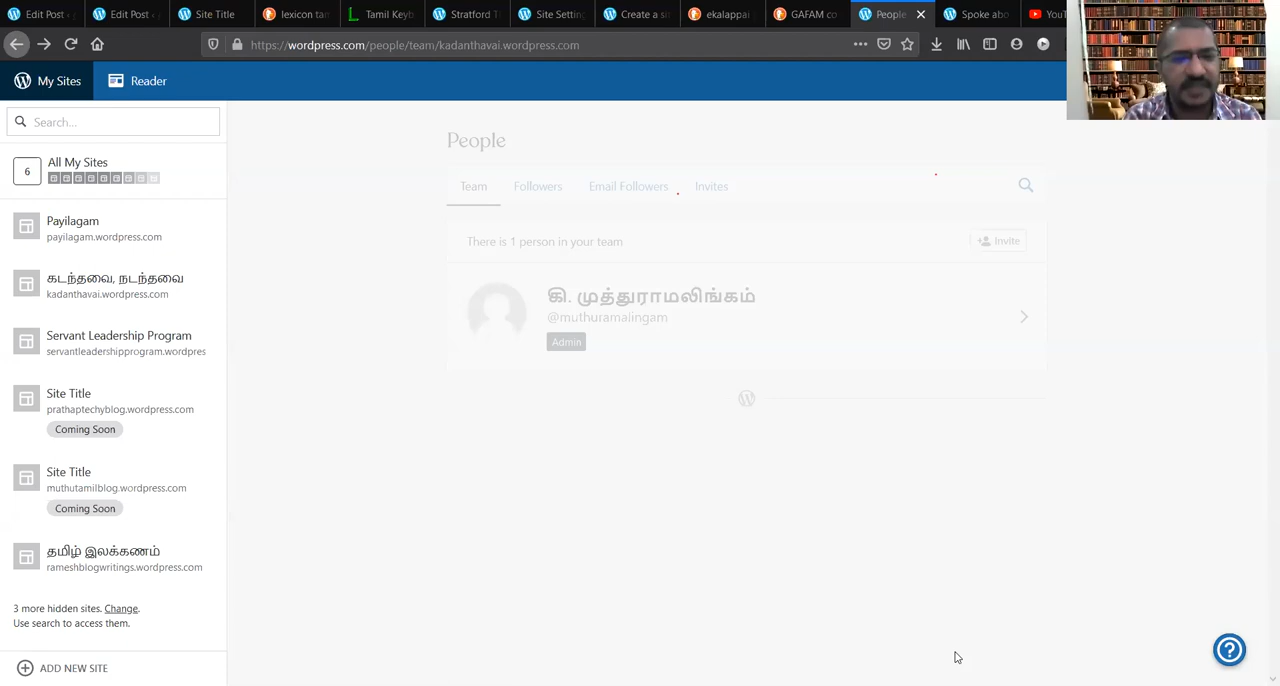 Edit Post
Edit Post
Site Title
lexicon tan
Tamil Keyb
Stratford T
Site Setting
Create a si
ekalappai
GAFAM co
People
Spoke abo
YouTu
https://wordpress.com/people/team/kadanthavai.wordpress.com
My Sites
Reader
Search...
6
All My Sites
Payilagam
payilagam.wordpress.com
கடந்தவை, நடந்தவை
kadanthavai.wordpress.com
Servant Leadership Program
servantleadershipprogram.wordpres
Site Title
prathaptechyblog.wordpress.com
Coming Soon
Site Title
muthutamilblog.wordpress.com
Coming Soon
தமிழ் இலக்கணம்
rameshblogwritings.wordpress.com
3 more hidden sites. Change.
Use search to access them.
ADD NEW SITE
People
Team Followers Email Followers Invites
There is 1 person in your team
Invite
கி. முத்துராமலிங்கம்
@muthuramalingam
Admin